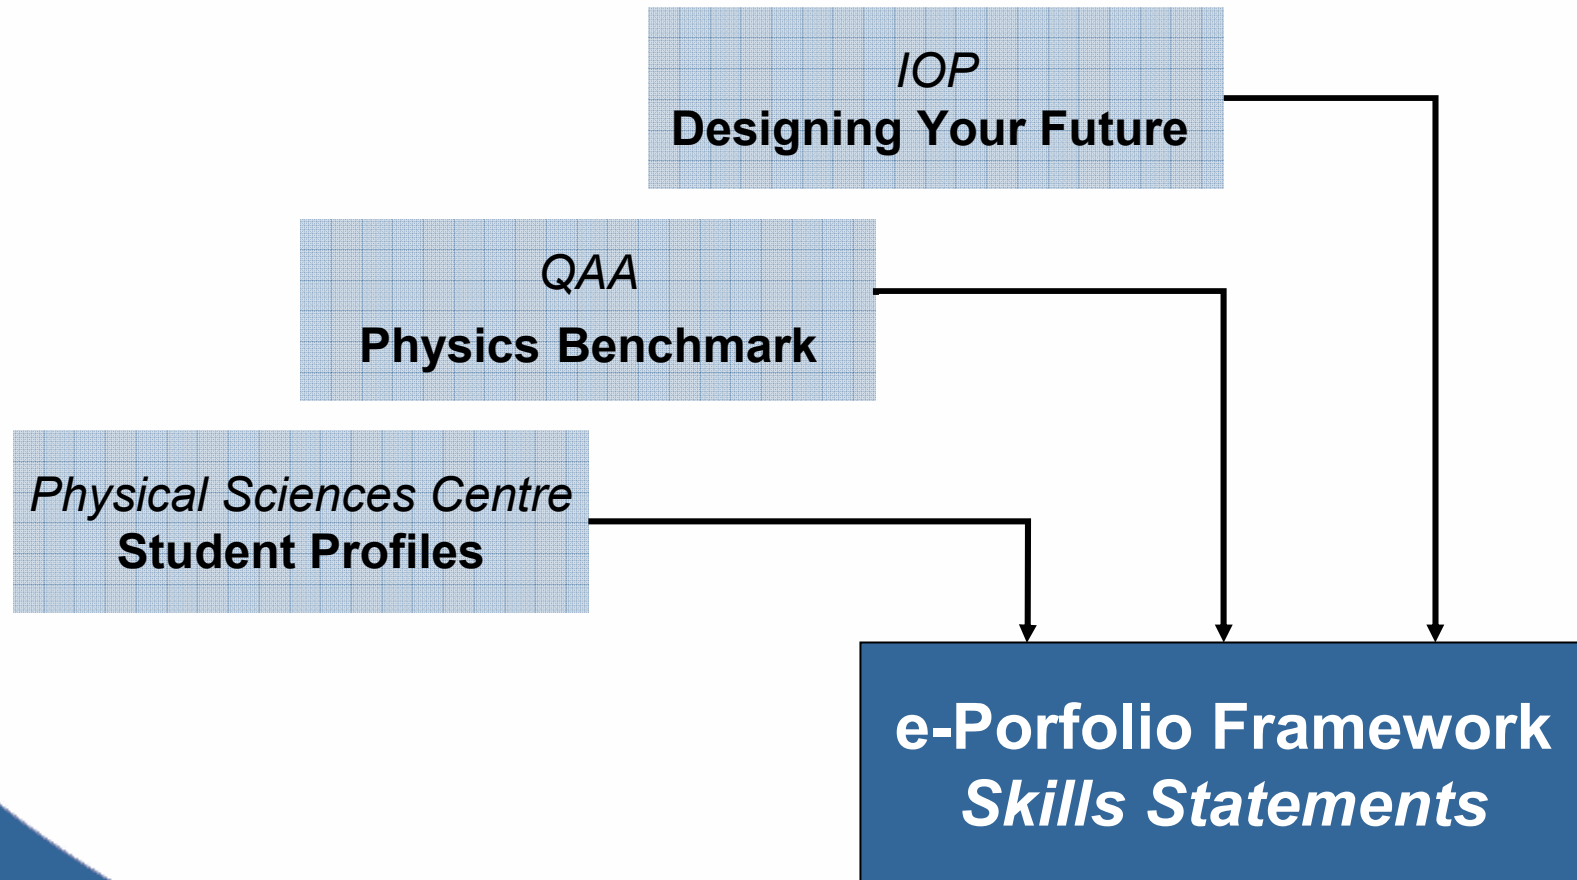 IOP
Designing Your Future
QAA
Physics Benchmark
Physical Sciences Centre
Student Profiles
e-Porfolio Framework
Skills Statements